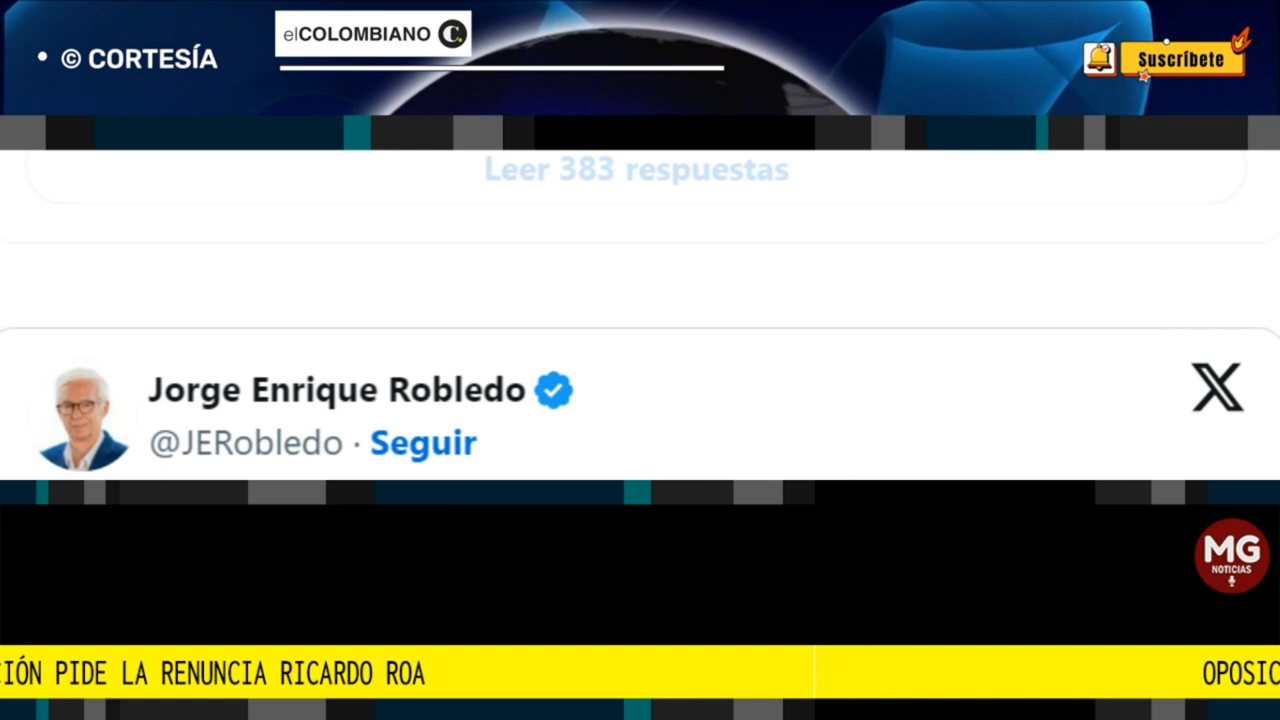 • © CORTESÍA
elCOLOMBIANO C
Suscríbete
Leer 383 respuestas
Jorge Enrique Robledo
@JERobledo · Seguir
MG
NOTICIAS
CIÓN PIDE LA RENUNCIA RICARDO ROA
OPOSIC